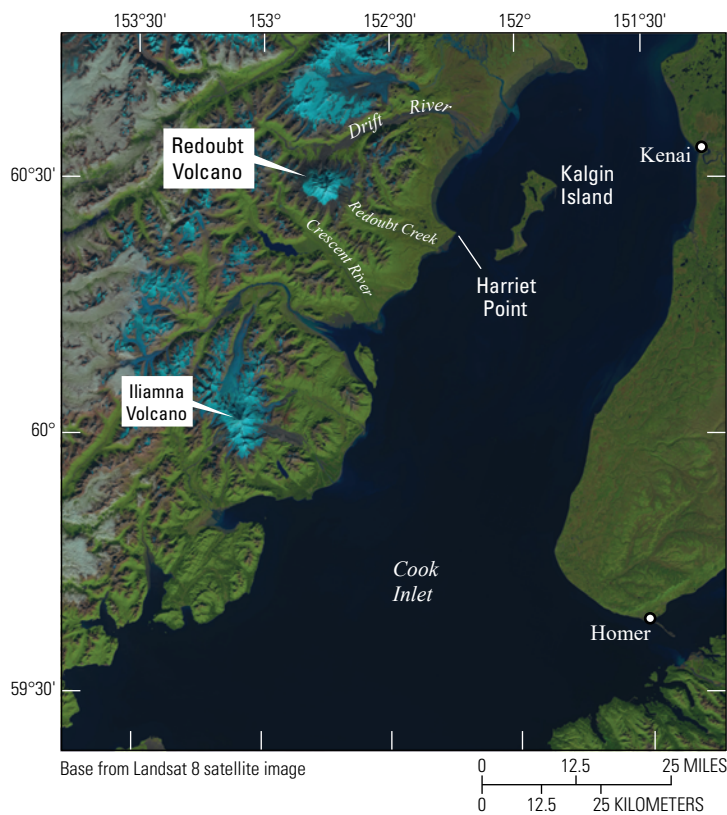 153°30' 153° 152°30' 152° 151°30'
Drift River
Redoubt
Volcano
Kenai
60°30'
Kalgin
Island
Redoubt Creek
Crescent River
Harriet
Point
Iliamna
Volcano
60°
Cook
Inlet
Homer
59°30'
Base from Landsat 8 satellite image
0 12.5 25 MILES
0 12.5 25 KILOMETERS